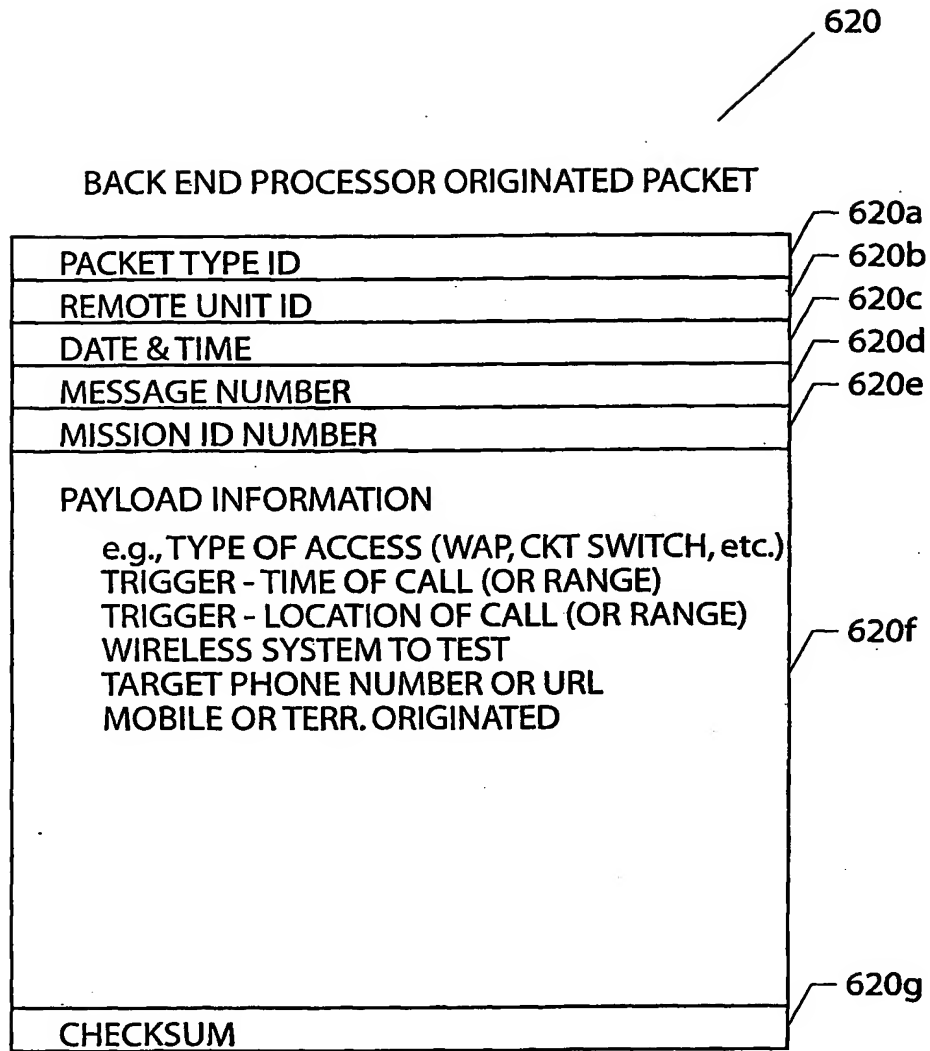 620
BACK END PROCESSOR ORIGINATED PACKET
620a
PACKET TYPE ID
620b
REMOTE UNIT ID
620c
DATE & TIME
620d
MESSAGE NUMBER
620e
MISSION ID NUMBER
PAYLOAD INFORMATION
e.g., TYPE OF ACCESS (WAP, CKT SWITCH, etc.)
TRIGGER - TIME OF CALL (OR RANGE)
TRIGGER - LOCATION OF CALL (OR RANGE)
WIRELESS SYSTEM TO TEST
620f
TARGET PHONE NUMBER OR URL
MOBILE OR TERR. ORIGINATED
620g
CHECKSUM